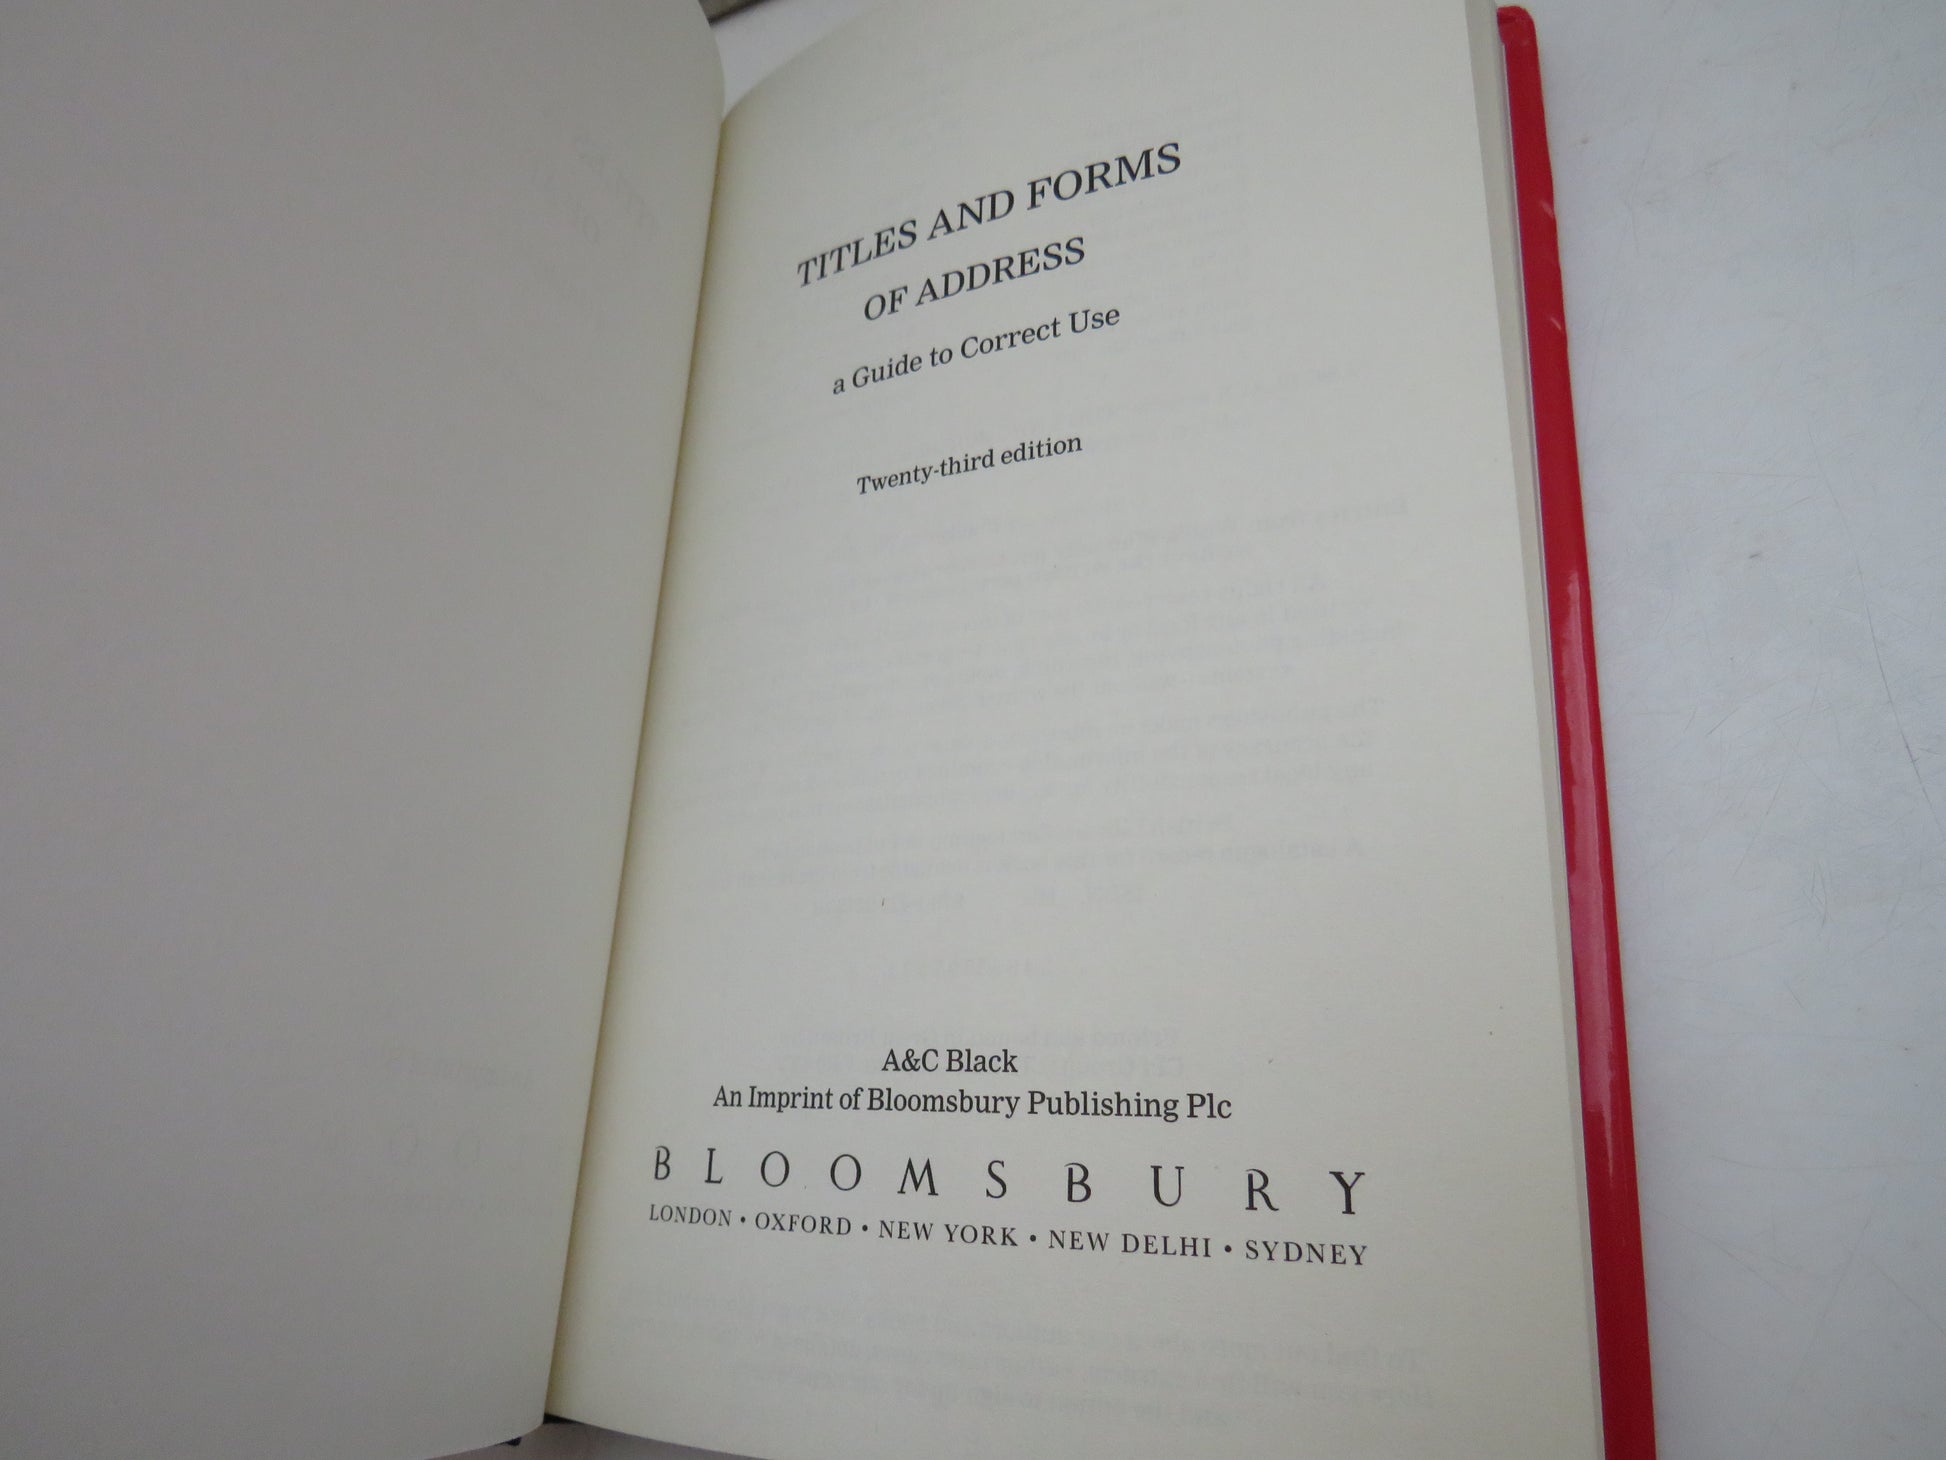 TITLES AND FORMS
OF ADDRESS
a Guide to Correct Use
Twenty-third edition
A&C Black
An Imprint of Bloomsbury Publishing Plc
BLOOMSBURY
LONDON • OXFORD • NEW YORK • NEW DELHI • SYDNEY